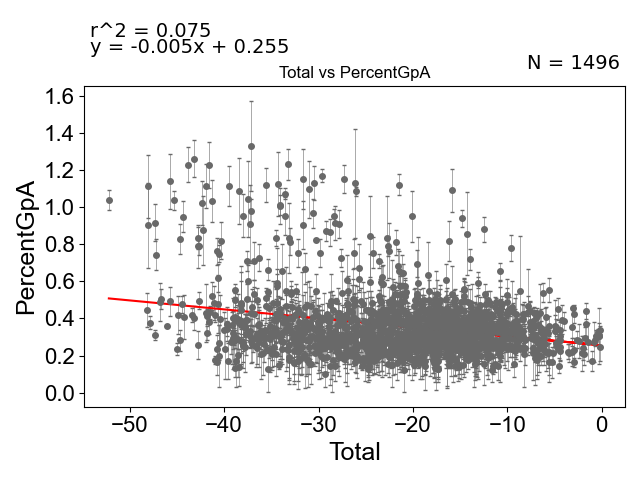 r^2 = 0.075
y = -0.005x + 0.255
N = 1496
Total vs PercentGpA
1.6
1.4
1.2
1.0
0.8
0.6
0.4
0.2
0.0
PercentGpA
−50
−40
−30
−20
−10
0
Total